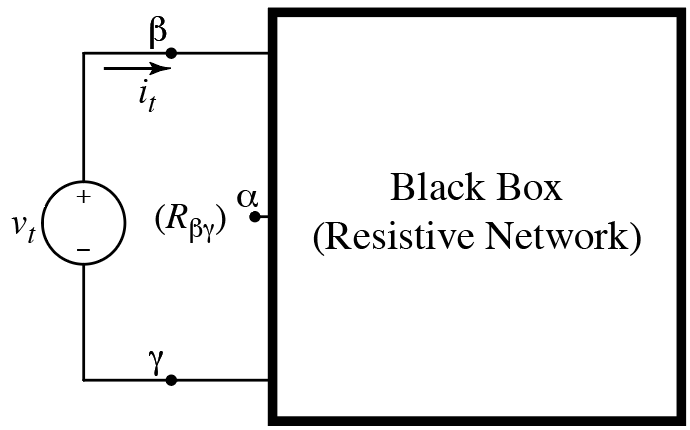 β
i_t
+
v_t
−
(R_βγ)
α
γ
Black Box
(Resistive Network)